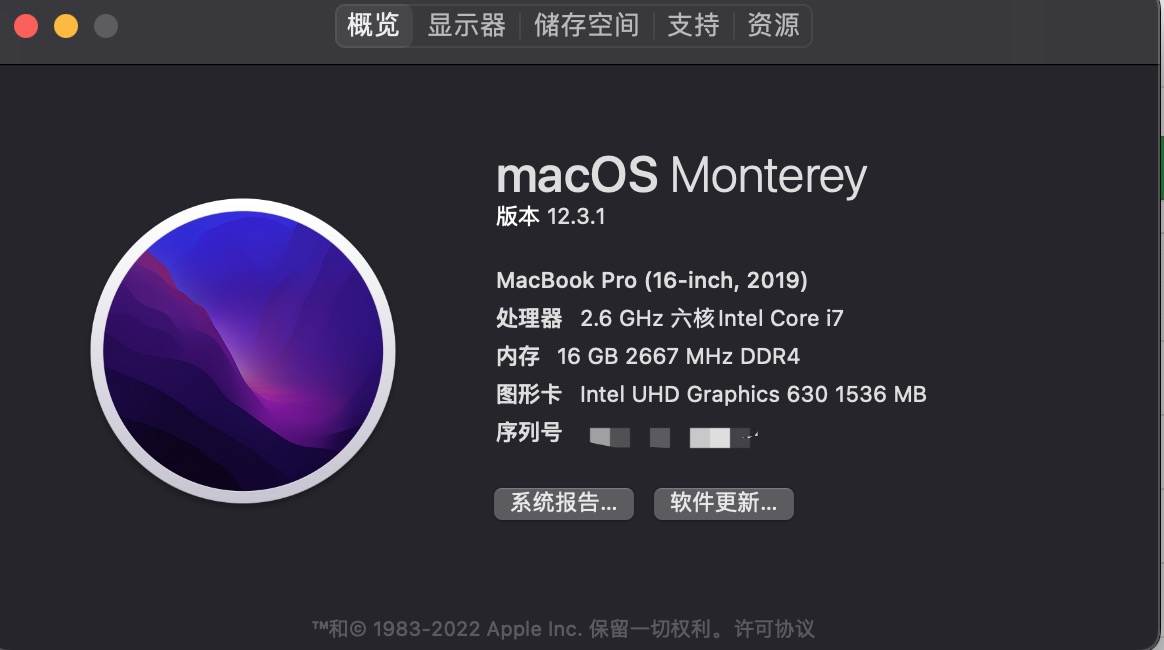 概览 显示器 储存空间 支持 资源
macOS Monterey
版本 12.3.1
MacBook Pro (16-inch, 2019)
处理器 2.6 GHz 六核Intel Core i7
内存 16 GB 2667 MHz DDR4
图形卡 Intel UHD Graphics 630 1536 MB
序列号
系统报告...
软件更新...
™和© 1983-2022 Apple Inc. 保留一切权利。许可协议